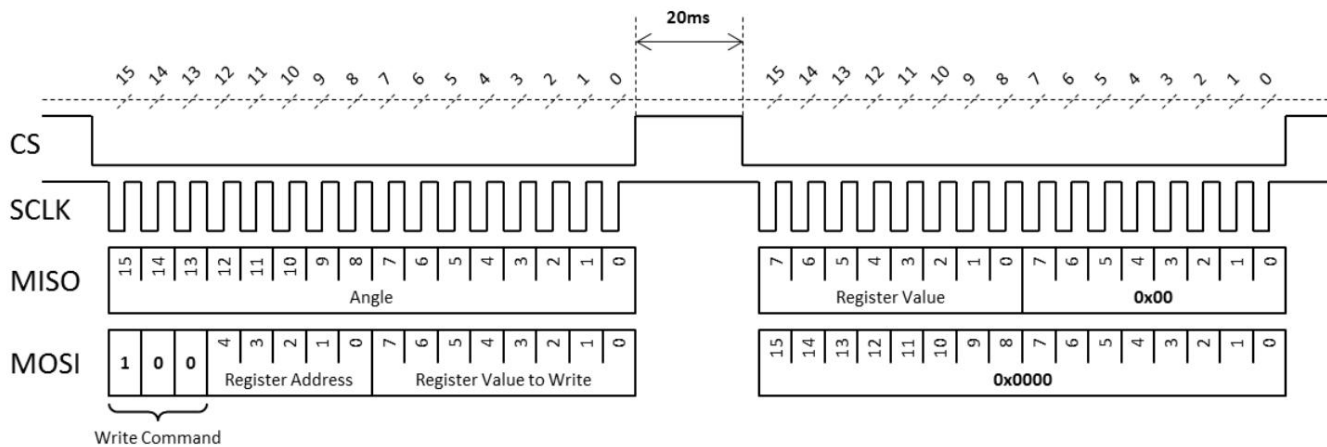 20ms
15 14 13 12 11 10 9 8 7 6 5 4 3 2 1 0 15 14 13 12 11 10 9 8 7 6 5 4 3 2 1 0
CS
SCLK
MISO
15 14 13 12 11 10 9 8 7 6 5 4 3 2 1 0 7 6 5 4 3 2 1 0 7 6 5 4 3 2 1 0
Angle Register Value 0x00
MOSI
1 0 0 4 3 2 1 0 7 6 5 4 3 2 1 0 15 14 13 12 11 10 9 8 7 6 5 4 3 2 1 0
Register Address Register Value to Write 0x0000
Write Command